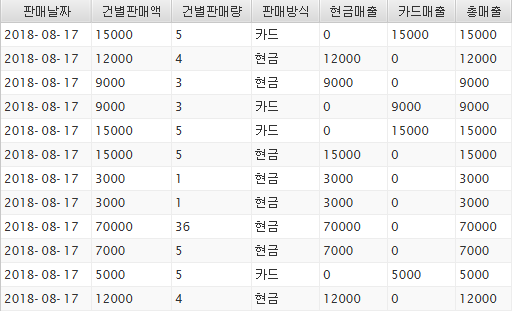 판매날짜 건별판매액 건별판매량 판매방식 현금매출 카드매출 총매출
2018-08-17 15000 5 카드 0 15000 15000
2018-08-17 12000 4 현금 12000 0 12000
2018-08-17 9000 3 현금 9000 0 9000
2018-08-17 9000 3 카드 0 9000 9000
2018-08-17 15000 5 카드 0 15000 15000
2018-08-17 15000 5 현금 15000 0 15000
2018-08-17 3000 1 현금 3000 0 3000
2018-08-17 3000 1 현금 3000 0 3000
2018-08-17 70000 36 현금 70000 0 70000
2018-08-17 7000 5 현금 7000 0 7000
2018-08-17 5000 5 카드 0 5000 5000
2018-08-17 12000 4 현금 12000 0 12000